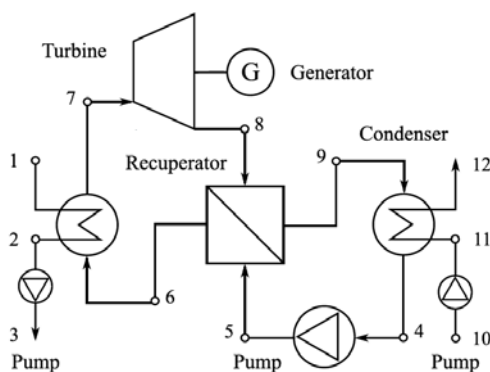 Turbine
G
Generator
7
8
Condenser
Recuperator
9
1
12
2
11
6
3
5
4
10
Pump
Pump
Pump